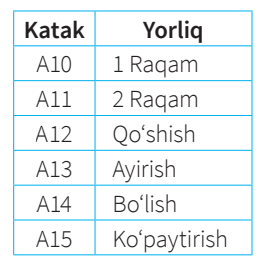 Katak Yorliq
A10 1 Raqam
A11 2 Raqam
A12 Qo‘shish
A13 Ayirish
A14 Bo‘lish
A15 Ko‘paytirish